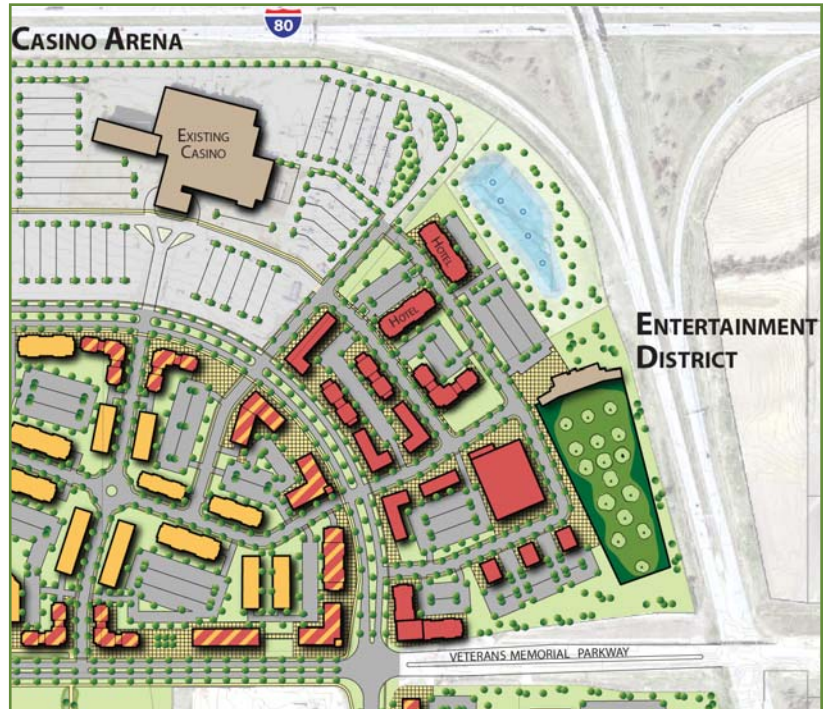 80
CASINO ARENA
EXISTING
CASINO
HOTEL
HOTEL
ENTERTAINMENT
DISTRICT
VETERANS MEMORIAL PARKWAY